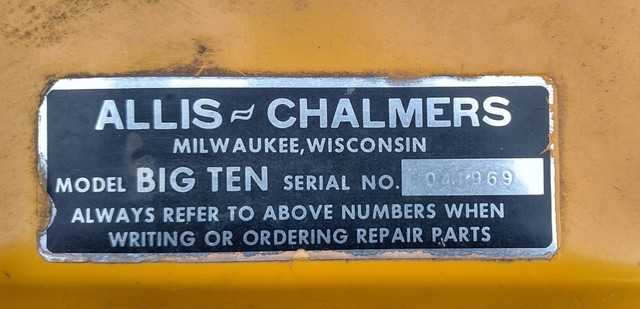 ALLIS ~ CHALMERS
MILWAUKEE, WISCONSIN
MODEL BIG TEN SERIAL NO. 041969
ALWAYS REFER TO ABOVE NUMBERS WHEN
WRITING OR ORDERING REPAIR PARTS